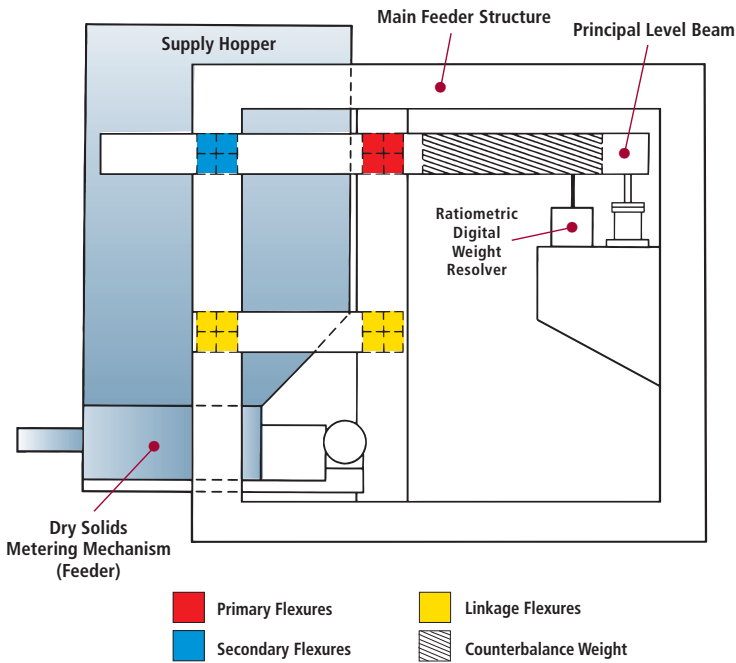 Main Feeder Structure
Principal Level Beam
Supply Hopper
Ratiometric
Digital
Weight
Resolver
Dry Solids
Metering Mechanism
(Feeder)
Primary Flexures
Linkage Flexures
Secondary Flexures
Counterbalance Weight